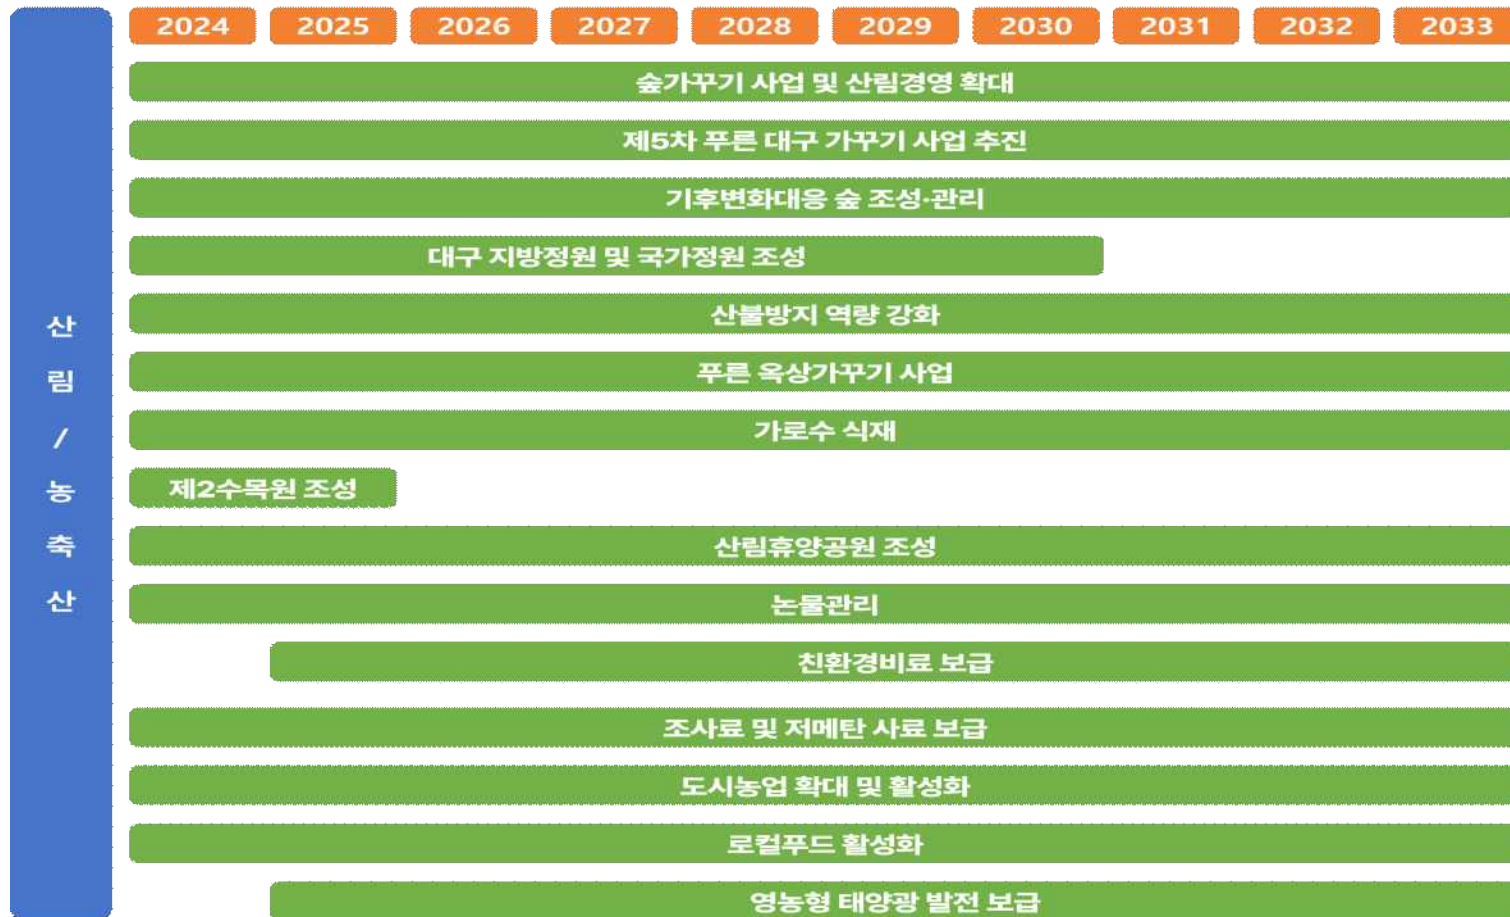 2024 2025 2026 2027 2028 2029 2030 2031 2032 2033
숲가꾸기 사업 및 산림경영 확대
제5차 푸른 대구 가꾸기 사업 추진
기후변화대응 숲 조성·관리
대구 지방정원 및 국가정원 조성
산불방지 역량 강화
푸른 옥상가꾸기 사업
가로수 식재
제2수목원 조성
산림휴양공원 조성
논물관리
친환경비료 보급
조사료 및 저메탄 사료 보급
도시농업 확대 및 활성화
로컬푸드 활성화
영농형 태양광 발전 보급
산
림
/
농
축
산